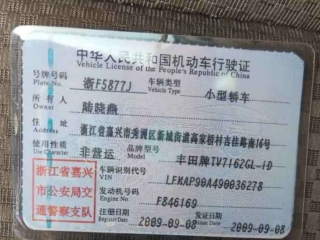 中华人民共和国机动车行驶证
Vehicle License of the People's Republic of China
号牌号码 浙F5877J 车辆类型 小型轿车
Plate No. Vehicle Type
所有人 陆晓燕
Owner
住址 浙江省嘉兴市秀洲区新城街道高家桥村吉佳路南16号
Address
使用性质 非营运 品牌型号 丰田牌TV7162GL-iD
Use Character Model
浙江省嘉兴市公安局交通警察支队
车辆识别代号 LFMAP90A490036278
VIN
发动机号码 F846169
Engine No.
注册日期 2009-09-08 发证日期 2009-09-08
Register Date Issue Date